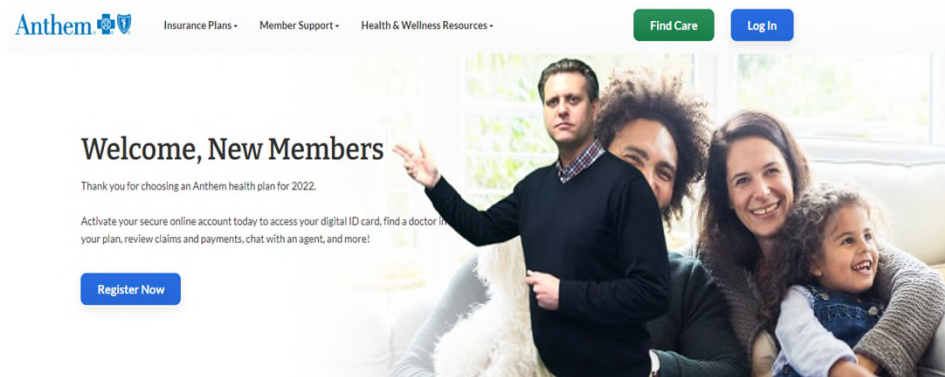 Anthem
Insurance Plans
Member Support
Health & Wellness Resources
Find Care
Log In
Welcome, New Members
Thank you for choosing an Anthem health plan for 2022.
Activate your secure online account today to access your digital ID card, find a doctor in
your plan, review claims and payments, chat with an agent, and more!
Register Now